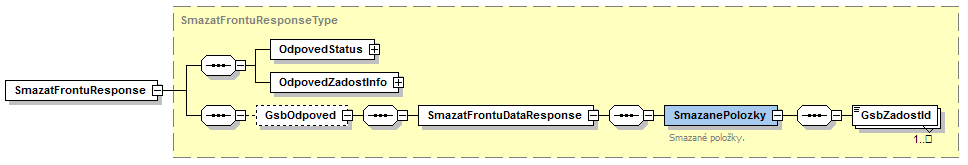 SmazatFrontuResponseType
OdpovedStatus
OdpovedZadostInfo
SmazatFrontuResponse
GsbOdpoved
SmazatFrontuDataResponse
SmazanePolozky
GsbZadostId
Smazané položky.
1..